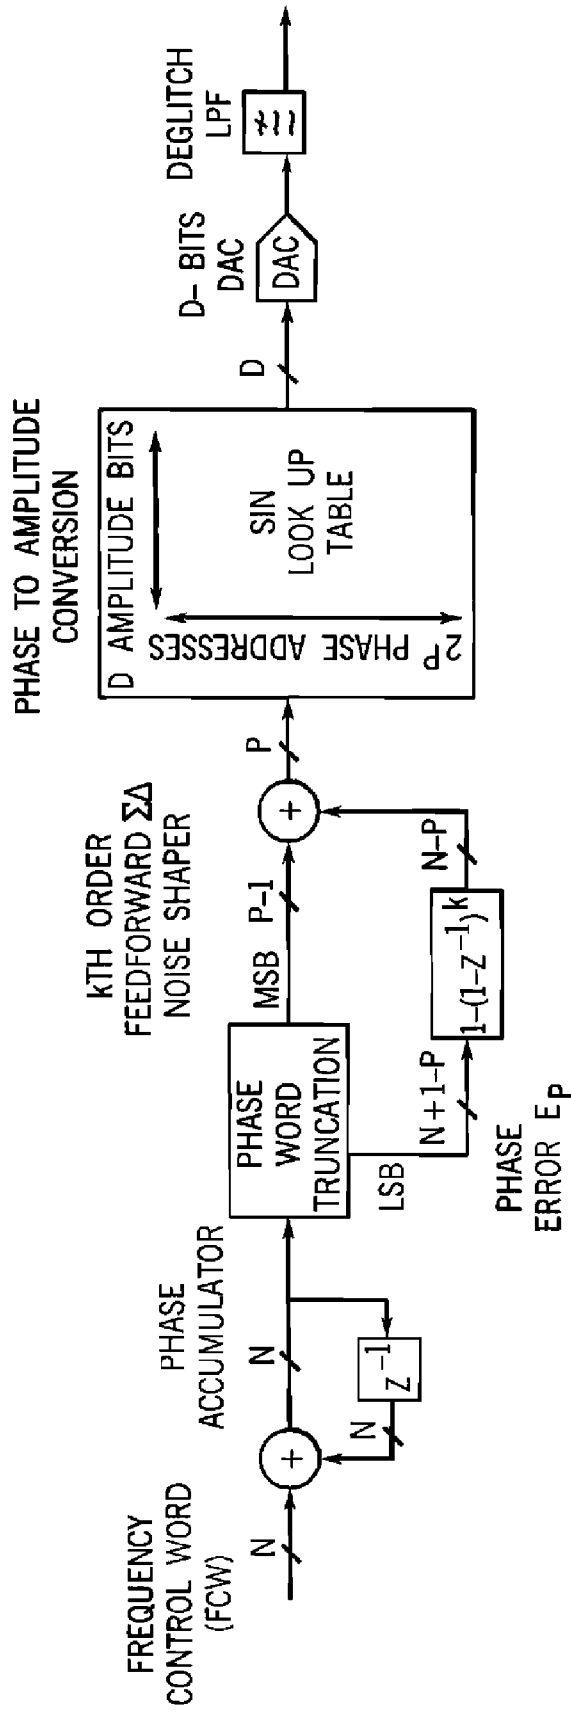 FREQUENCY
CONTROL WORD
(FCW)
N
+
N
Z⁻¹
N
PHASE
ACCUMULATOR
PHASE
WORD
TRUNCATION
LSB
MSB
N+1-P
PHASE
ERROR E_P
1-(1-Z⁻¹)ᵏ
N-P
P-1
KTH ORDER
FEEDFORWARD ΣΔ
NOISE SHAPER
+
P
PHASE TO AMPLITUDE
CONVERSION
D AMPLITUDE BITS
2ᴾ PHASE ADDRESSES
SIN
LOOK UP
TABLE
D
D- BITS
DAC
DAC
DEGLITCH
LPF